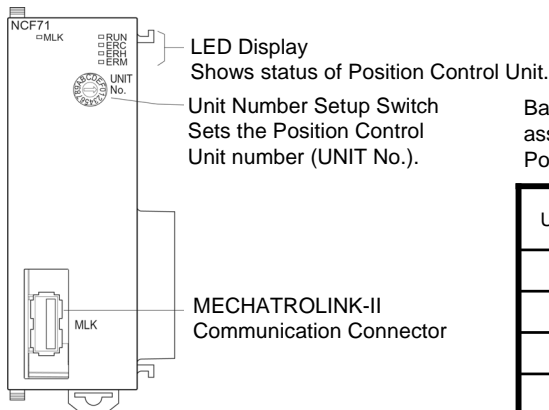 NCF71
MLK
RUN
ERC
ERH
ERM
UNIT
No.
LED Display
Shows status of Position Control Unit.
Unit Number Setup Switch
Sets the Position Control
Unit number (UNIT No.).
MLK
MECHATROLINK-II
Communication Connector